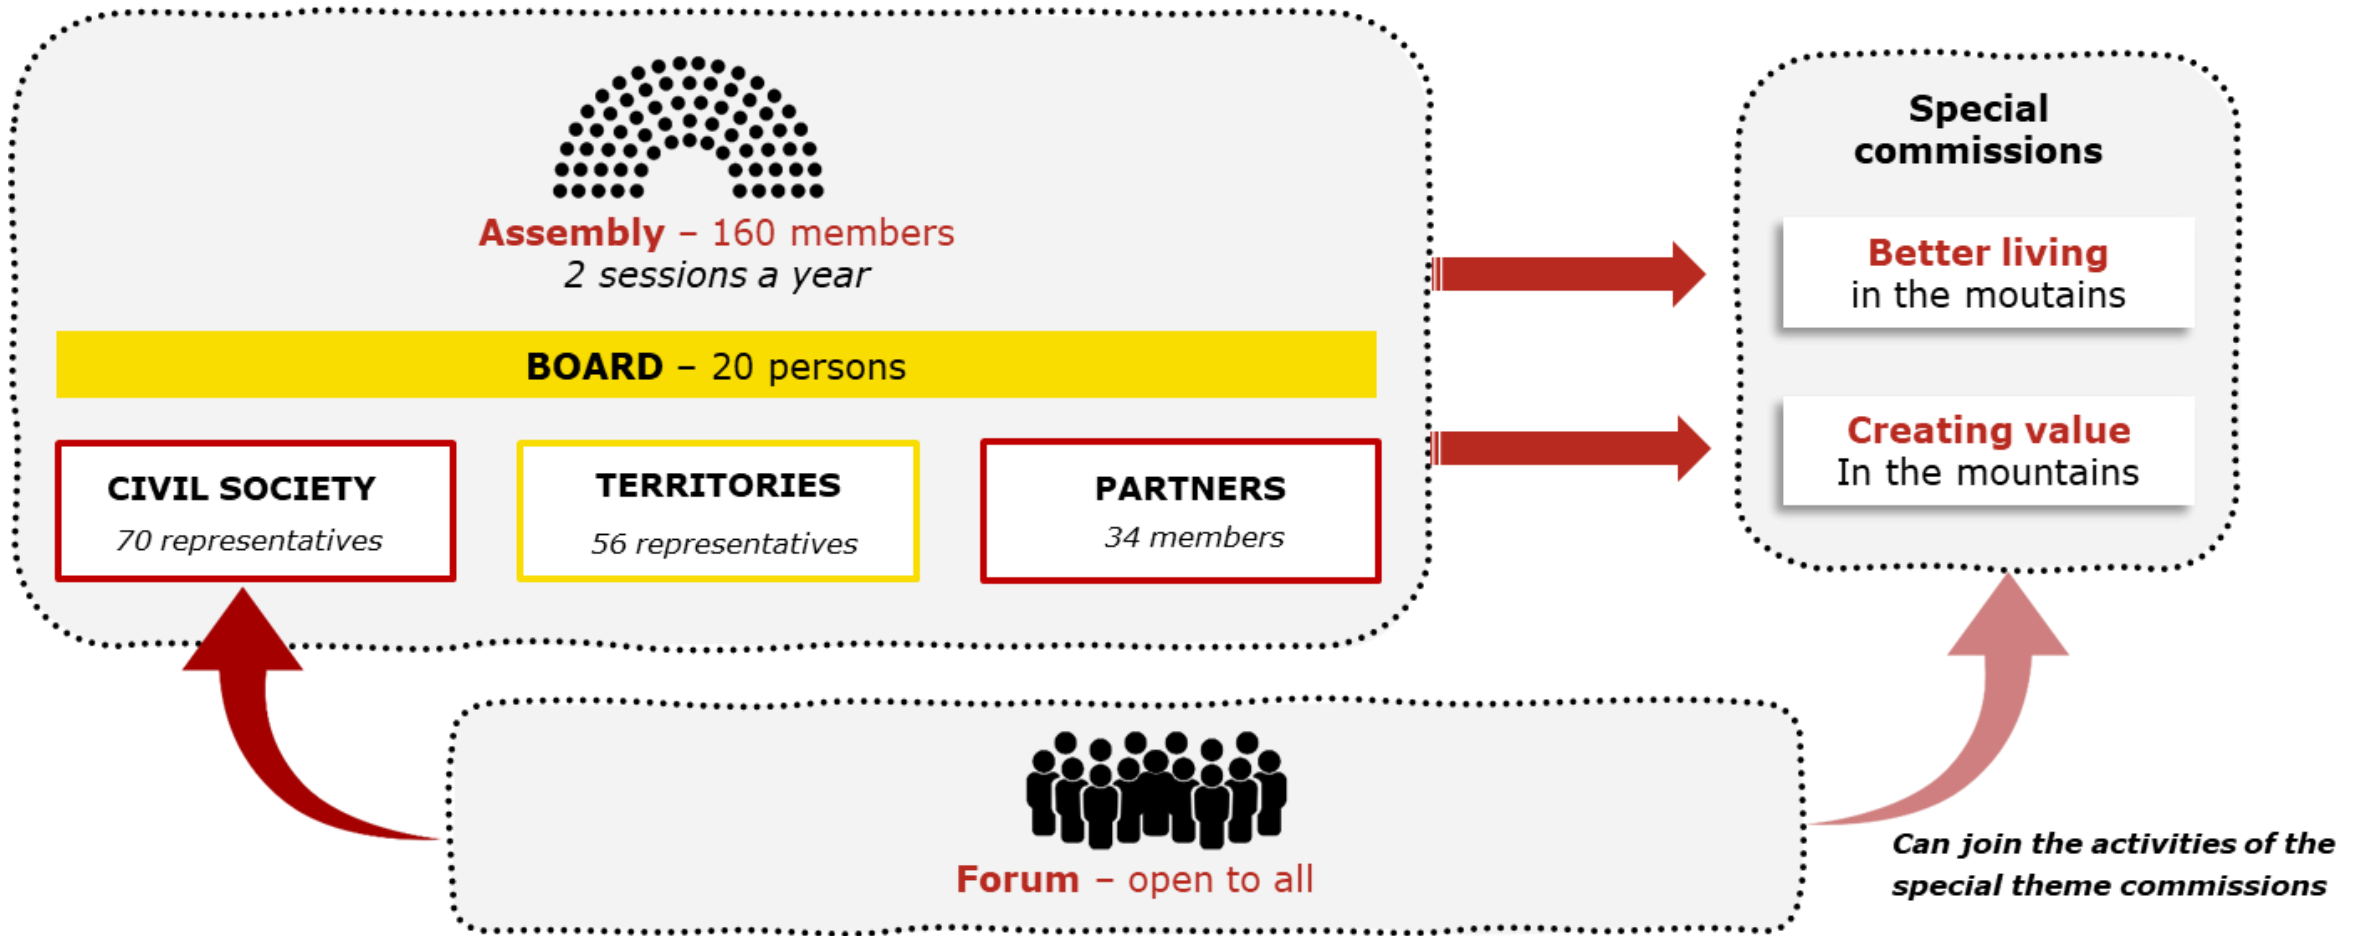 Assembly – 160 members
2 sessions a year
BOARD – 20 persons
CIVIL SOCIETY
70 representatives
TERRITORIES
56 representatives
PARTNERS
34 members
Special
commissions
Better living
in the moutains
Creating value
In the mountains
Forum – open to all
Can join the activities of the
special theme commissions